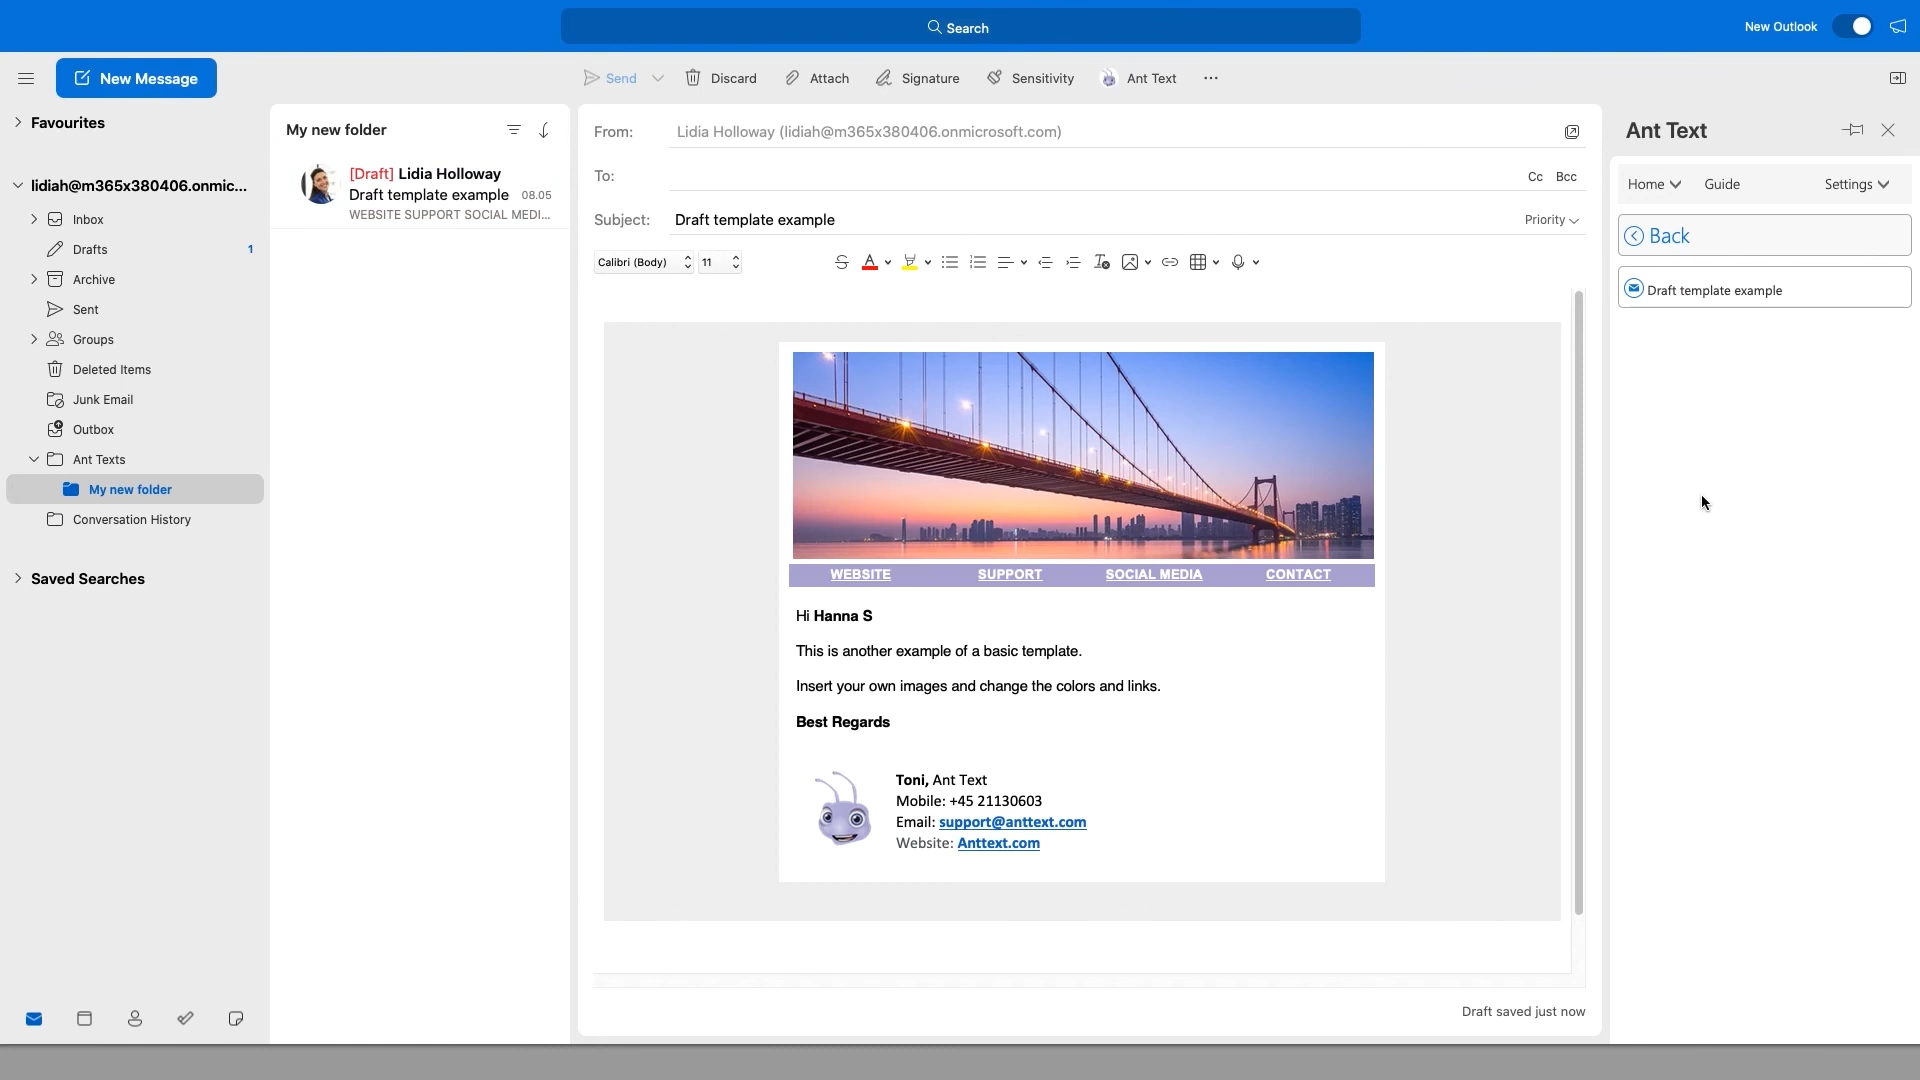 Search
New Outlook
New Message
Send
Discard
Attach
Signature
Sensitivity
Ant Text
Favourites
lidiah@m365x380406.onmic...
Inbox
Drafts 1
Archive
Sent
Groups
Deleted Items
Junk Email
Outbox
Ant Texts
My new folder
Conversation History
Saved Searches
My new folder
[Draft] Lidia Holloway
Draft template example 08.05
WEBSITE SUPPORT SOCIAL MEDI...
From: Lidia Holloway (lidiah@m365x380406.onmicrosoft.com)
To: Cc Bcc
Subject: Draft template example Priority
Calibri (Body) 11
WEBSITE SUPPORT SOCIAL MEDIA CONTACT
Hi Hanna S
This is another example of a basic template.
Insert your own images and change the colors and links.
Best Regards
Toni, Ant Text
Mobile: +45 21130603
Email: support@anttext.com
Website: Anttext.com
Draft saved just now
Ant Text
Home Guide Settings
Back
Draft template example